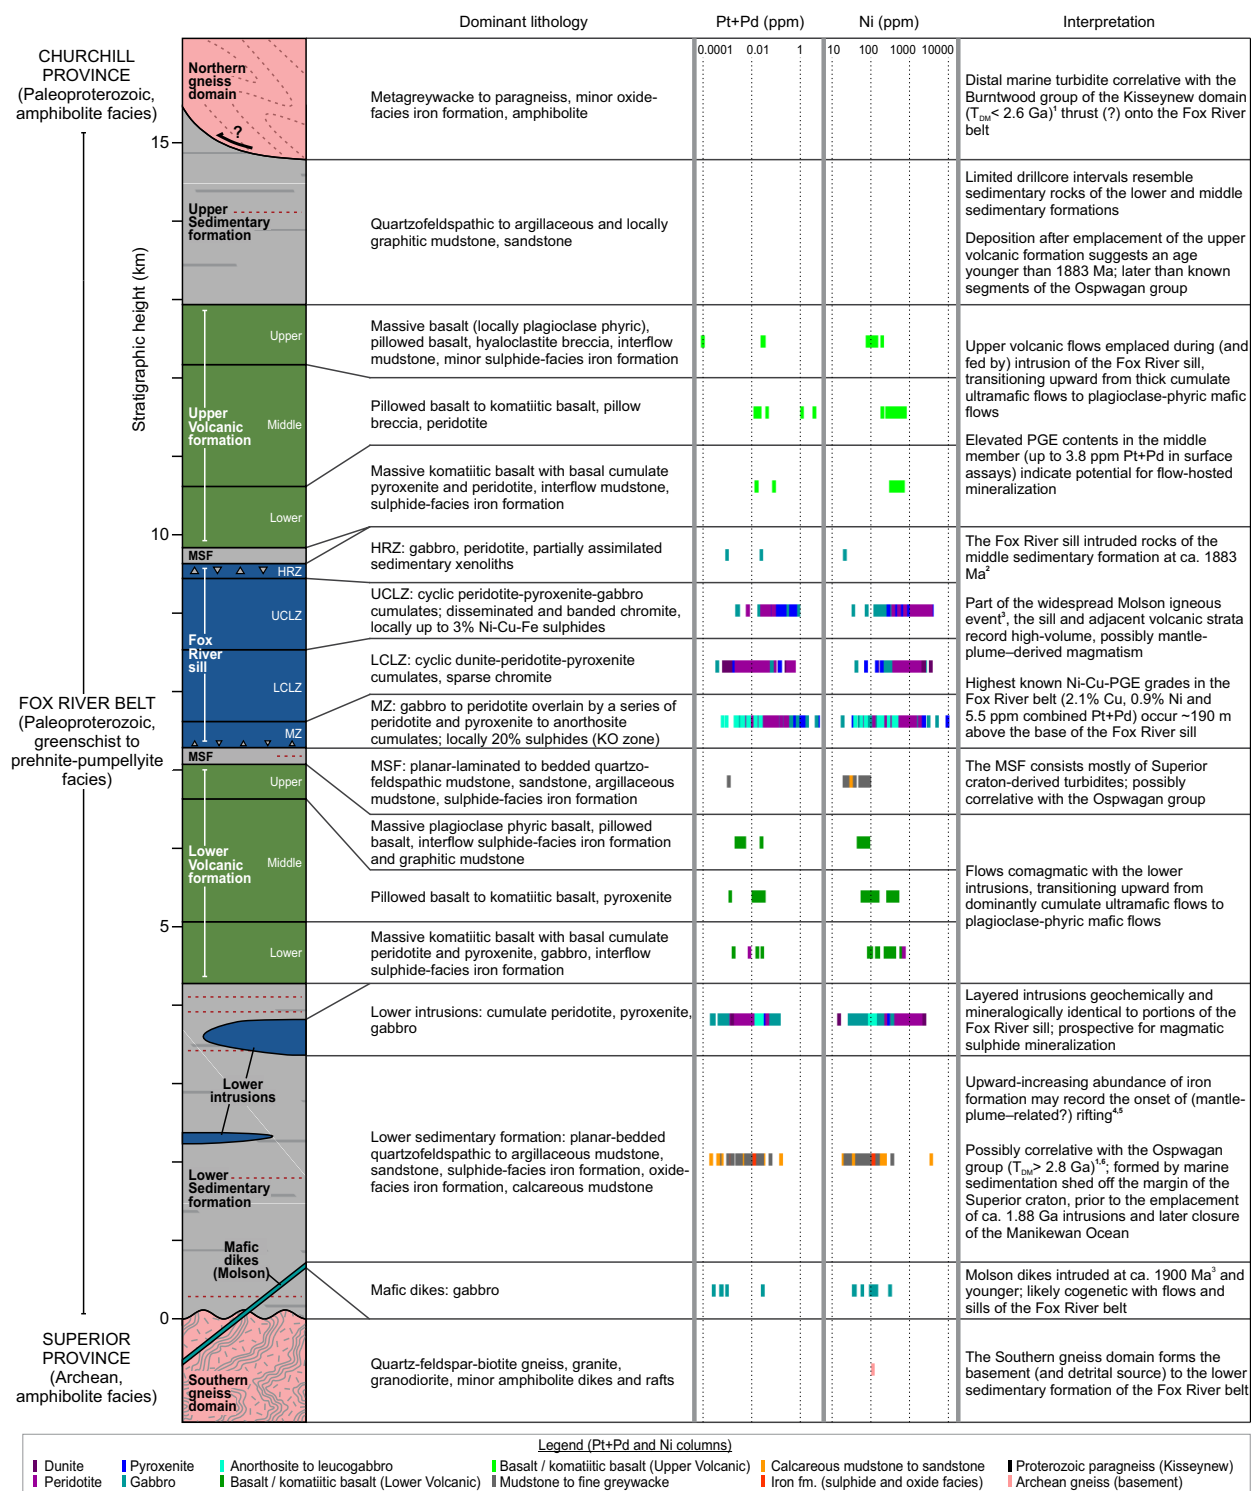 Dominant lithology
Pt+Pd (ppm)
Ni (ppm)
Interpretation
0.0001 0.01 1
10 100 1000 10000
CHURCHILL
PROVINCE
(Paleoproterozoic,
amphibolite facies)
FOX RIVER BELT
(Paleoproterozoic,
greenschist to
prehnite-pumpellyite
facies)
SUPERIOR
PROVINCE
(Archean,
amphibolite facies)
Stratigraphic height (km)
15
10
5
0
Northern
gneiss
domain
?
Upper
Sedimentary
formation
Upper
Upper
Volcanic
formation
Middle
Lower
MSF
HRZ
UCLZ
Fox
River
sill
LCLZ
MZ
MSF
Upper
Lower
Volcanic
formation
Middle
Lower
Lower
intrusions
Lower
Sedimentary
formation
Mafic
dikes
(Molson)
Southern
gneiss
domain
Metagreywacke to paragneiss, minor oxide-
facies iron formation, amphibolite
Quartzofeldspathic to argillaceous and locally
graphitic mudstone, sandstone
Massive basalt (locally plagioclase phyric),
pillowed basalt, hyaloclastite breccia, interflow
mudstone, minor sulphide-facies iron formation
Pillowed basalt to komatiitic basalt, pillow
breccia, peridotite
Massive komatiitic basalt with basal cumulate
pyroxenite and peridotite, interflow mudstone,
sulphide-facies iron formation
HRZ: gabbro, peridotite, partially assimilated
sedimentary xenoliths
UCLZ: cyclic peridotite-pyroxenite-gabbro
cumulates; disseminated and banded chromite,
locally up to 3% Ni-Cu-Fe sulphides
LCLZ: cyclic dunite-peridotite-pyroxenite
cumulates, sparse chromite
MZ: gabbro to peridotite overlain by a series of
peridotite and pyroxenite to anorthosite
cumulates; locally 20% sulphides (KO zone)
MSF: planar-laminated to bedded quartzo-
feldspathic mudstone, sandstone, argillaceous
mudstone, sulphide-facies iron formation
Massive plagioclase phyric basalt, pillowed
basalt, interflow sulphide-facies iron formation
and graphitic mudstone
Pillowed basalt to komatiitic basalt, pyroxenite
Massive komatiitic basalt with basal cumulate
peridotite and pyroxenite, gabbro, interflow
sulphide-facies iron formation
Lower intrusions: cumulate peridotite, pyroxenite,
gabbro
Lower sedimentary formation: planar-bedded
quartzofeldspathic to argillaceous mudstone,
sandstone, sulphide-facies iron formation, oxide-
facies iron formation, calcareous mudstone
Mafic dikes: gabbro
Quartz-feldspar-biotite gneiss, granite,
granodiorite, minor amphibolite dikes and rafts
Distal marine turbidite correlative with the
Burntwood group of the Kisseynew domain
(TDM< 2.6 Ga)¹ thrust (?) onto the Fox River
belt
Limited drillcore intervals resemble
sedimentary rocks of the lower and middle
sedimentary formations
Deposition after emplacement of the upper
volcanic formation suggests an age
younger than 1883 Ma; later than known
segments of the Ospwagan group
Upper volcanic flows emplaced during (and
fed by) intrusion of the Fox River sill,
transitioning upward from thick cumulate
ultramafic flows to plagioclase-phyric mafic
flows
Elevated PGE contents in the middle
member (up to 3.8 ppm Pt+Pd in surface
assays) indicate potential for flow-hosted
mineralization
The Fox River sill intruded rocks of the
middle sedimentary formation at ca. 1883
Ma²
Part of the widespread Molson igneous
event³, the sill and adjacent volcanic strata
record high-volume, possibly mantle-
plume–derived magmatism
Highest known Ni-Cu-PGE grades in the
Fox River belt (2.1% Cu, 0.9% Ni and
5.5 ppm combined Pt+Pd) occur ~190 m
above the base of the Fox River sill
The MSF consists mostly of Superior
craton-derived turbidites; possibly
correlative with the Ospwagan group
Flows comagmatic with the lower
intrusions, transitioning upward from
dominantly cumulate ultramafic flows to
plagioclase-phyric mafic flows
Layered intrusions geochemically and
mineralogically identical to portions of the
Fox River sill; prospective for magmatic
sulphide mineralization
Upward-increasing abundance of iron
formation may record the onset of (mantle-
plume–related?) rifting⁴,⁵
Possibly correlative with the Ospwagan
group (TDM> 2.8 Ga)¹,⁶; formed by marine
sedimentation shed off the margin of the
Superior craton, prior to the emplacement
of ca. 1.88 Ga intrusions and later closure
of the Manikewan Ocean
Molson dikes intruded at ca. 1900 Ma³ and
younger; likely cogenetic with flows and
sills of the Fox River belt
The Southern gneiss domain forms the
basement (and detrital source) to the lower
sedimentary formation of the Fox River belt
Legend (Pt+Pd and Ni columns)
Dunite
Pyroxenite
Anorthosite to leucogabbro
Basalt / komatiitic basalt (Upper Volcanic)
Calcareous mudstone to sandstone
Proterozoic paragneiss (Kisseynew)
Peridotite
Gabbro
Basalt / komatiitic basalt (Lower Volcanic)
Mudstone to fine greywacke
Iron fm. (sulphide and oxide facies)
Archean gneiss (basement)